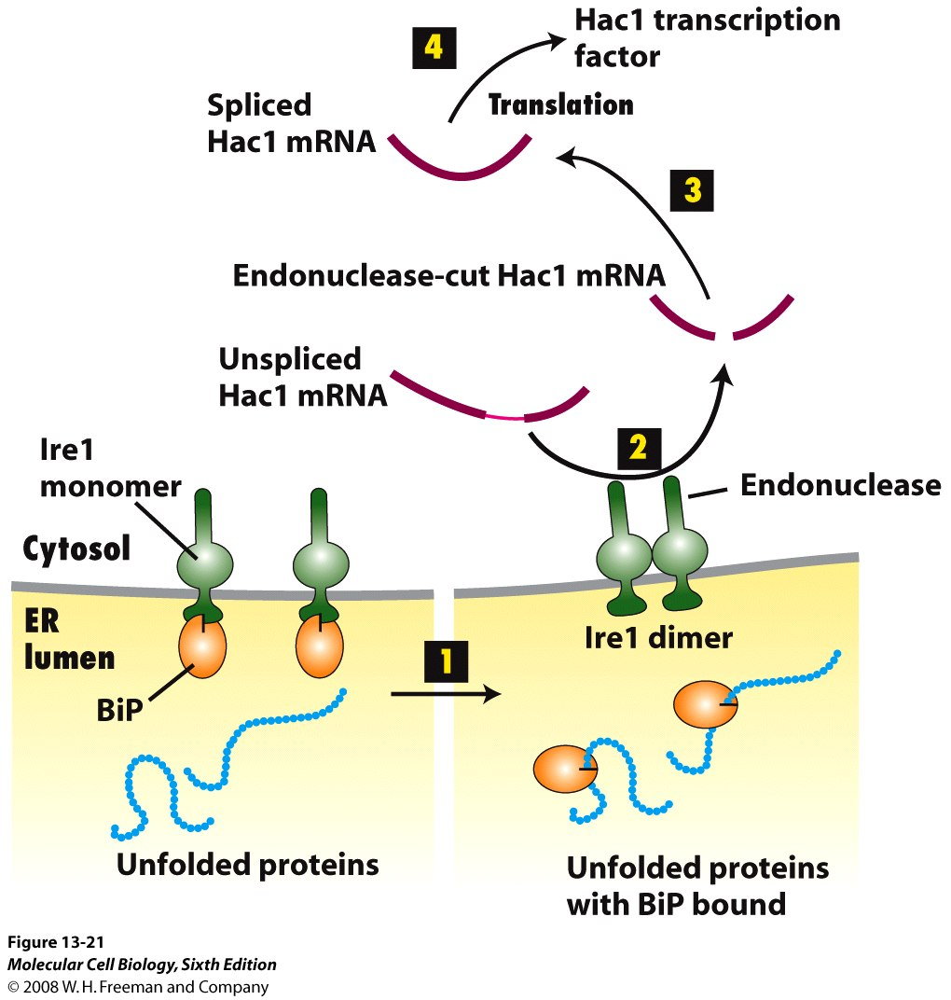 4
Hac1 transcription
factor
Spliced
Hac1 mRNA
Translation
3
Endonuclease-cut Hac1 mRNA
Unspliced
Hac1 mRNA
2
Ire1
monomer
Endonuclease
Cytosol
ER
lumen
Ire1 dimer
1
BiP
Unfolded proteins
Unfolded proteins
with BiP bound
Figure 13-21
Molecular Cell Biology, Sixth Edition
© 2008 W. H. Freeman and Company